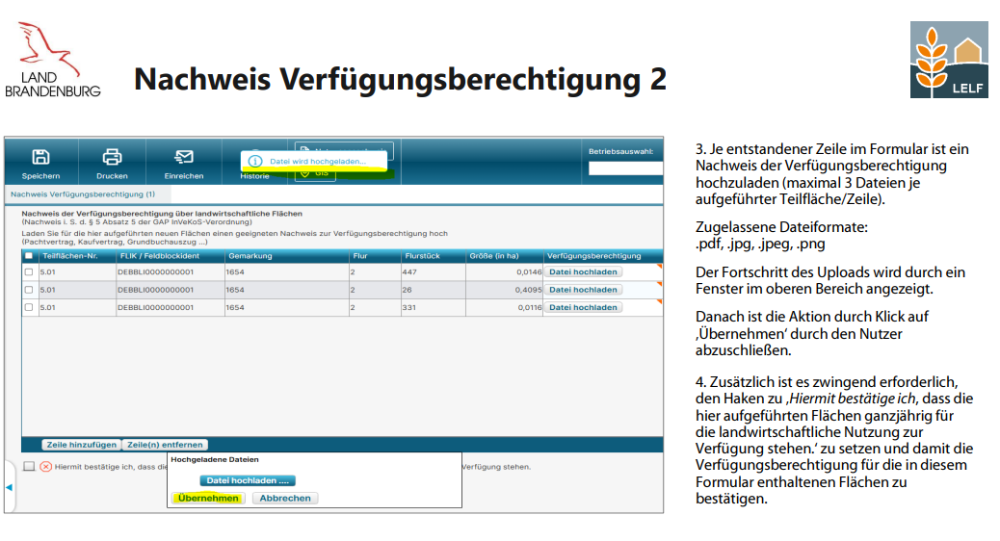 LAND
BRANDENBURG
Nachweis Verfügungsberechtigung 2
LELF
Speichern
Drucken
Einreichen
Historie
Datei wird hochgeladen...
GIS
Betriebsauswahl:
Nachweis Verfügungsberechtigung (1)
Nachweis der Verfügungsberechtigung über landwirtschaftliche Flächen
(Nachweis i. S. d. § 5 Absatz 5 der GAP InVeKoS-Verordnung)
Laden Sie für die hier aufgeführten neuen Flächen einen geeigneten Nachweis zur Verfügungsberechtigung hoch
(Pachtvertrag, Kaufvertrag, Grundbuchauszug ...)
Teilflächen-Nr. FLIK / Feldblockident Gemarkung Flur Flurstück Größe (in ha) Verfügungsberechtigung
5.01 DEBBLI0000000001 1654 2 447 0,0146 Datei hochladen
5.01 DEBBLI0000000001 1654 2 26 0,4095 Datei hochladen
5.01 DEBBLI0000000001 1654 2 331 0,0116 Datei hochladen
Zeile hinzufügen Zeile(n) entfernen
Hiermit bestätige ich, dass die
Verfügung stehen.
Hochgeladene Dateien
Datei hochladen ....
Übernehmen Abbrechen
3. Je entstandener Zeile im Formular ist ein
Nachweis der Verfügungsberechtigung
hochzuladen (maximal 3 Dateien je
aufgeführter Teilfläche/Zeile).
Zugelassene Dateiformate:
.pdf, .jpg, .jpeg, .png
Der Fortschritt des Uploads wird durch ein
Fenster im oberen Bereich angezeigt.
Danach ist die Aktion durch Klick auf
‚Übernehmen‘ durch den Nutzer
abzuschließen.
4. Zusätzlich ist es zwingend erforderlich,
den Haken zu ‚Hiermit bestätige ich, dass die
hier aufgeführten Flächen ganzjährig für
die landwirtschaftliche Nutzung zur
Verfügung stehen.‘ zu setzen und damit die
Verfügungsberechtigung für die in diesem
Formular enthaltenen Flächen zu
bestätigen.